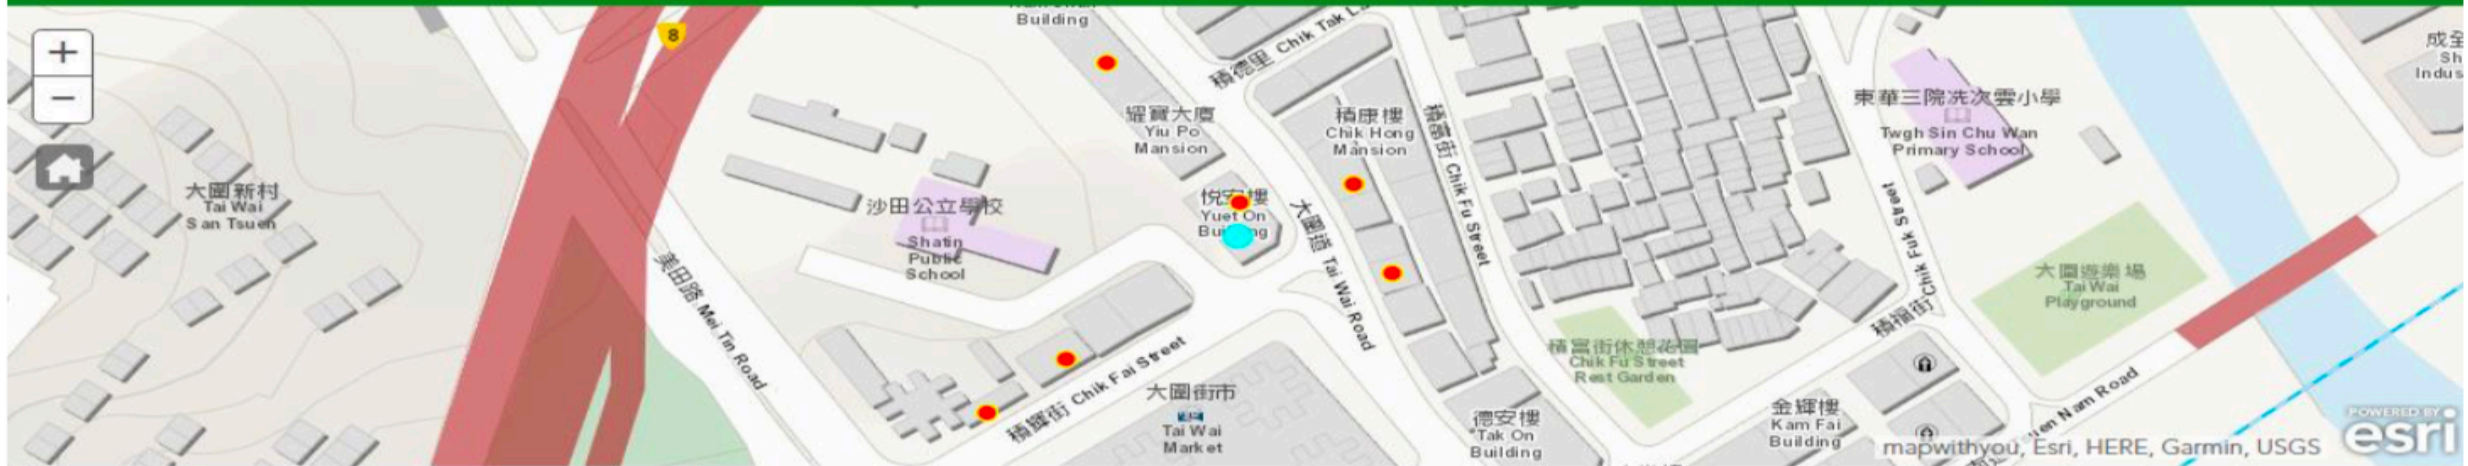 Building
8
積德里 Chik Tak
成全
Sh
Indus
+
−
耀寶大廈
Yiu Po
Mansion
積康樓
Chik Hong
Mansion
積富街 Chik Fu Street
東華三院冼次雲小學
Twgh Sin Chu Wan
Primary School
大圍新村
Tai Wai
San Tsuen
沙田公立學校
Shatin
Public
School
悅安樓
Yuet On
大圍道 Tai Wai Road
Chik Fuk Street
積福街
大圍遊樂場
Tai Wai
Playground
美田路 Mei Tin Road
積輝街 Chik Fai Street
積富街休憩花園
Chik Fu Street
Rest Garden
大圍街市
Tai Wai
Market
德安樓
Tak On
Building
金輝樓
Kam Fai
Building
Nam Road
POWERED BY
esri
mapwithyou, Esri, HERE, Garmin, USGS